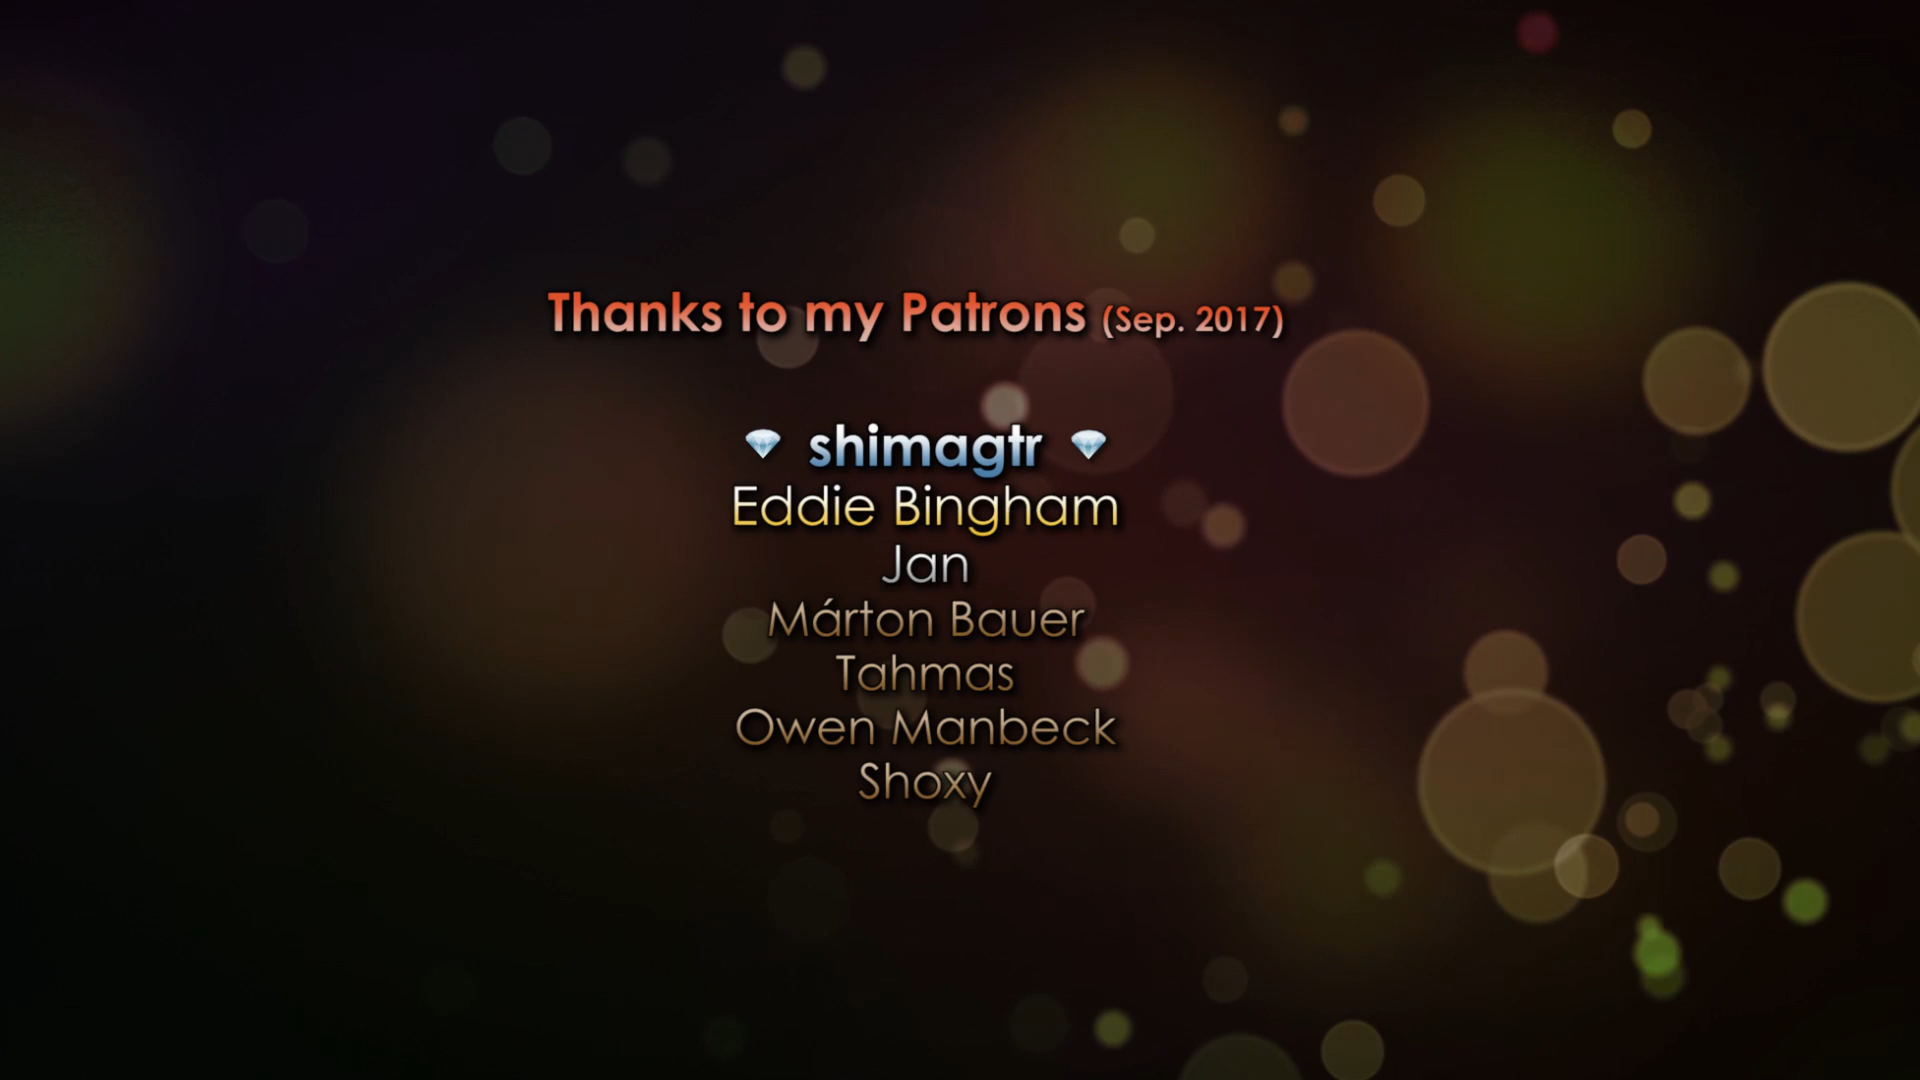 Thanks to my Patrons (Sep. 2017)
shimagtr
Eddie Bingham
Jan
Márton Bauer
Tahmas
Owen Manbeck
Shoxy